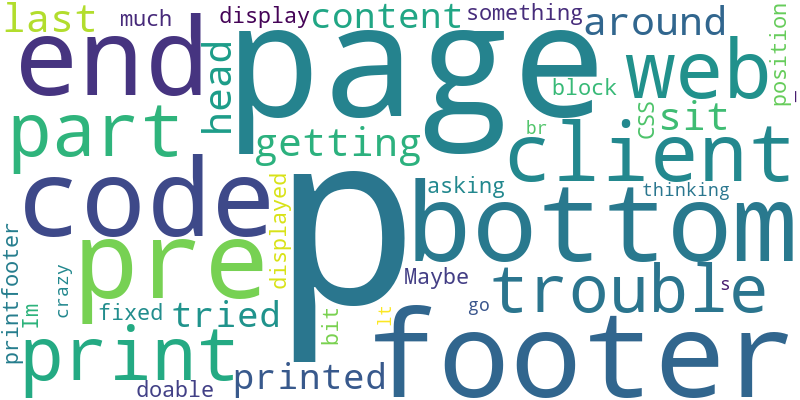 last
much
display
content
something
around
end
page
head
web
position
block
part
getting
br
CSS
sit
client
code
p
asking
thinking
bottom
pre
displayed
printfooter
crazy
Im
fixed
tried
Maybe
trouble
s
go
bit
lt
print
footer
doable
printed